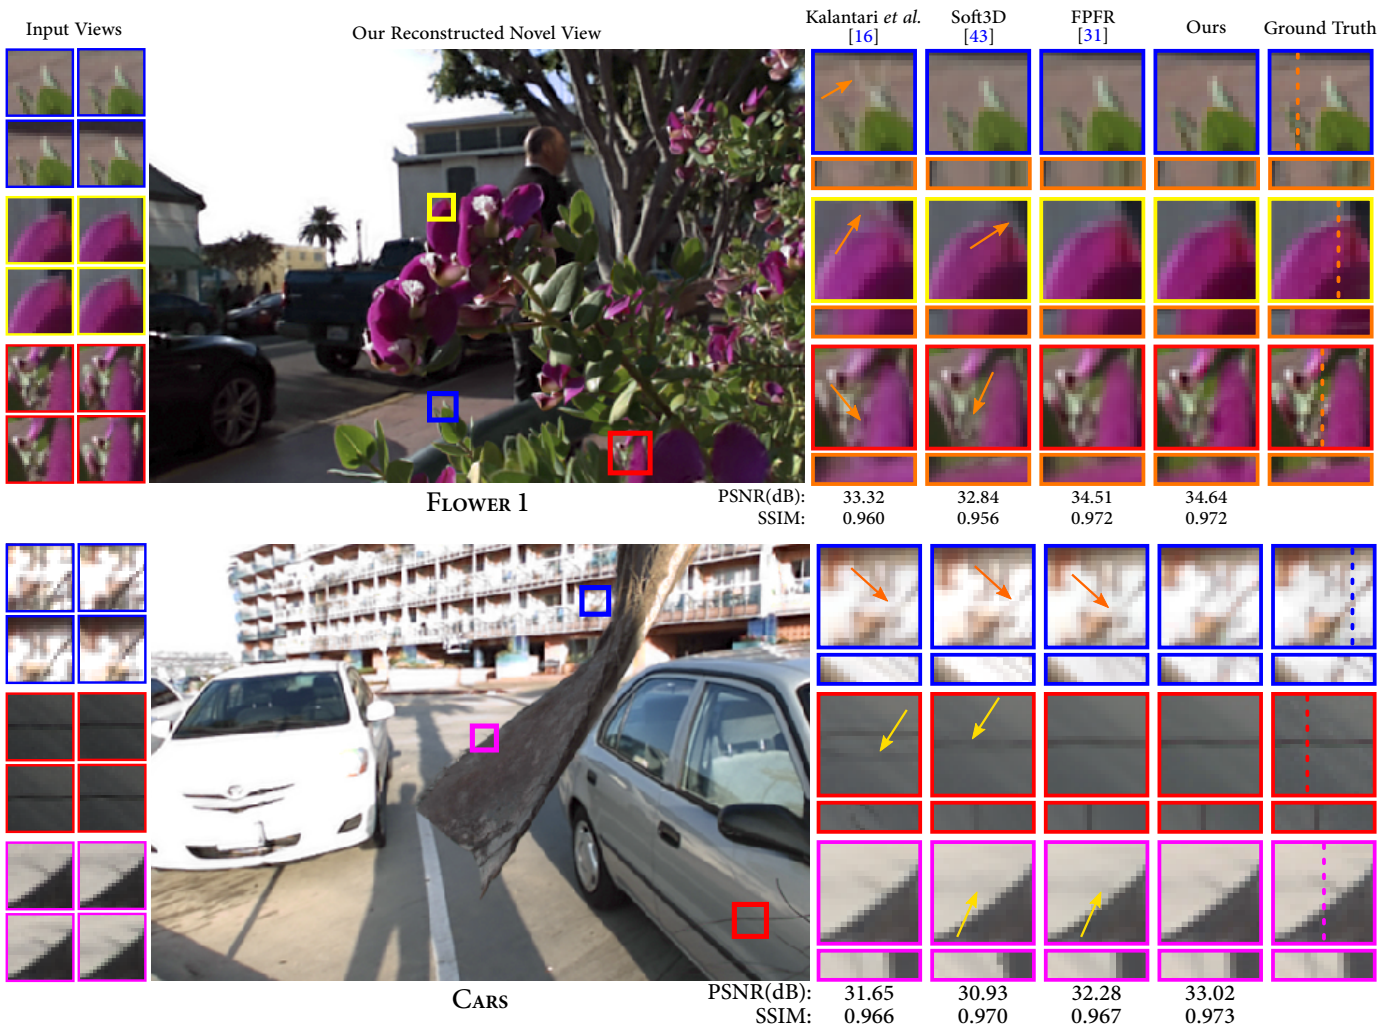 Input Views
Our Reconstructed Novel View
Kalantari et al.
[16]
Soft3D
[43]
FPFR
[31]
Ours
Ground Truth
FLOWER 1
PSNR(dB): 33.32 32.84 34.51 34.64
SSIM: 0.960 0.956 0.972 0.972
CARS
PSNR(dB): 31.65 30.93 32.28 33.02
SSIM: 0.966 0.970 0.967 0.973